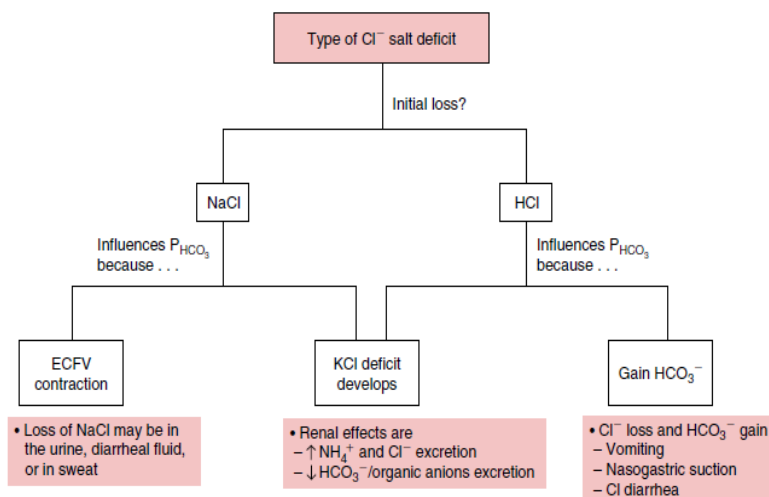 Type of Cl⁻ salt deficit
Initial loss?
NaCl
HCl
Influences P_HCO₃
because . . .
Influences P_HCO₃
because . . .
ECFV
contraction
KCl deficit
develops
Gain HCO₃⁻
• Loss of NaCl may be in
the urine, diarrheal fluid,
or in sweat
• Renal effects are
–↑NH₄⁺ and Cl⁻ excretion
–↓HCO₃⁻/organic anions excretion
• Cl⁻ loss and HCO₃⁻ gain
– Vomiting
– Nasogastric suction
– Cl diarrhea